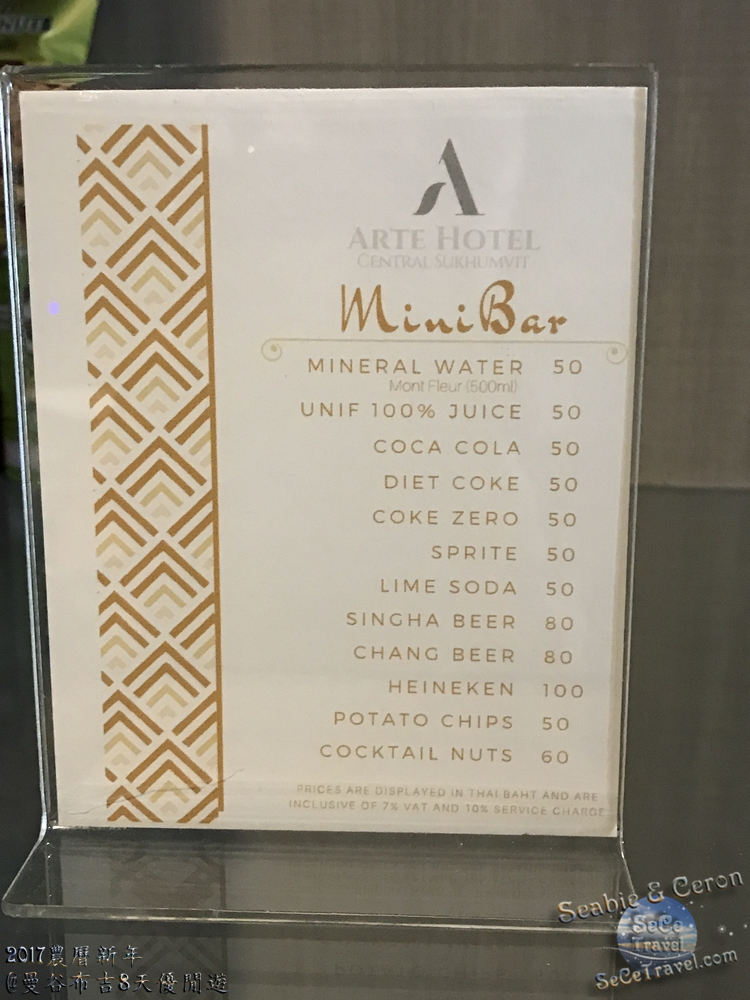 NUT
A
ARTE HOTEL
CENTRAL SUKHUMVIT
MiniBar
MINERAL WATER 50
Mont Fleur (500ml)
UNIF 100% JUICE 50
COCA COLA 50
DIET COKE 50
COKE ZERO 50
SPRITE 50
LIME SODA 50
SINGHA BEER 80
CHANG BEER 80
HEINEKEN 100
POTATO CHIPS 50
COCKTAIL NUTS 60
PRICES ARE DISPLAYED IN THAI BAHT AND ARE
INCLUSIVE OF 7% VAT AND 10% SERVICE CHARGE
Seabie & Ceron
SeCe
Travel
SeCeTravel.com
2017農曆新年
@曼谷布吉8天優閒遊